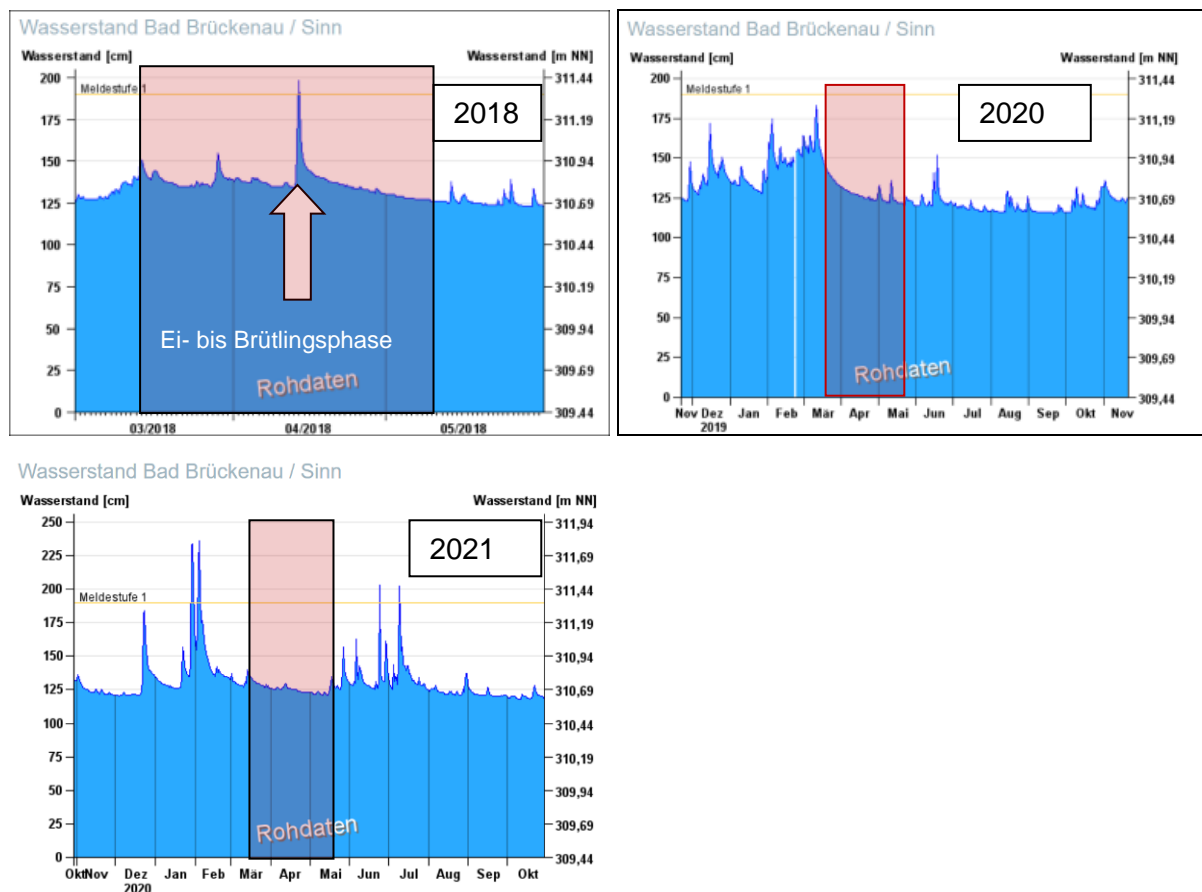 Wasserstand Bad Brückenau / Sinn
Wasserstand [cm] Wasserstand [m NN]
200 311,44
Meldestufe 1
2018
175 311,19
150 310,94
125 310,69
100 310,44
75 310,19
50 309,94
Ei- bis Brütlingsphase
25 309,69
Rohdaten
0 309,44
03/2018 04/2018 05/2018
Wasserstand Bad Brückenau / Sinn
Wasserstand [cm] Wasserstand [m NN]
200 311,44
Meldestufe 1
2020
175 311,19
150 310,94
125 310,69
100 310,44
75 310,19
50 309,94
25 309,69
Rohdaten
0 309,44
Nov Dez Jan Feb Mär Apr Mai Jun Jul Aug Sep Okt Nov
2019
Wasserstand Bad Brückenau / Sinn
Wasserstand [cm] Wasserstand [m NN]
250 311,94
2021
225 311,69
200 311,44
Meldestufe 1
175 311,19
150 310,94
125 310,69
100 310,44
75 310,19
50 309,94
25 309,69
Rohdaten
0 309,44
Okt Nov Dez Jan Feb Mär Apr Mai Jun Jul Aug Sep Okt
2020